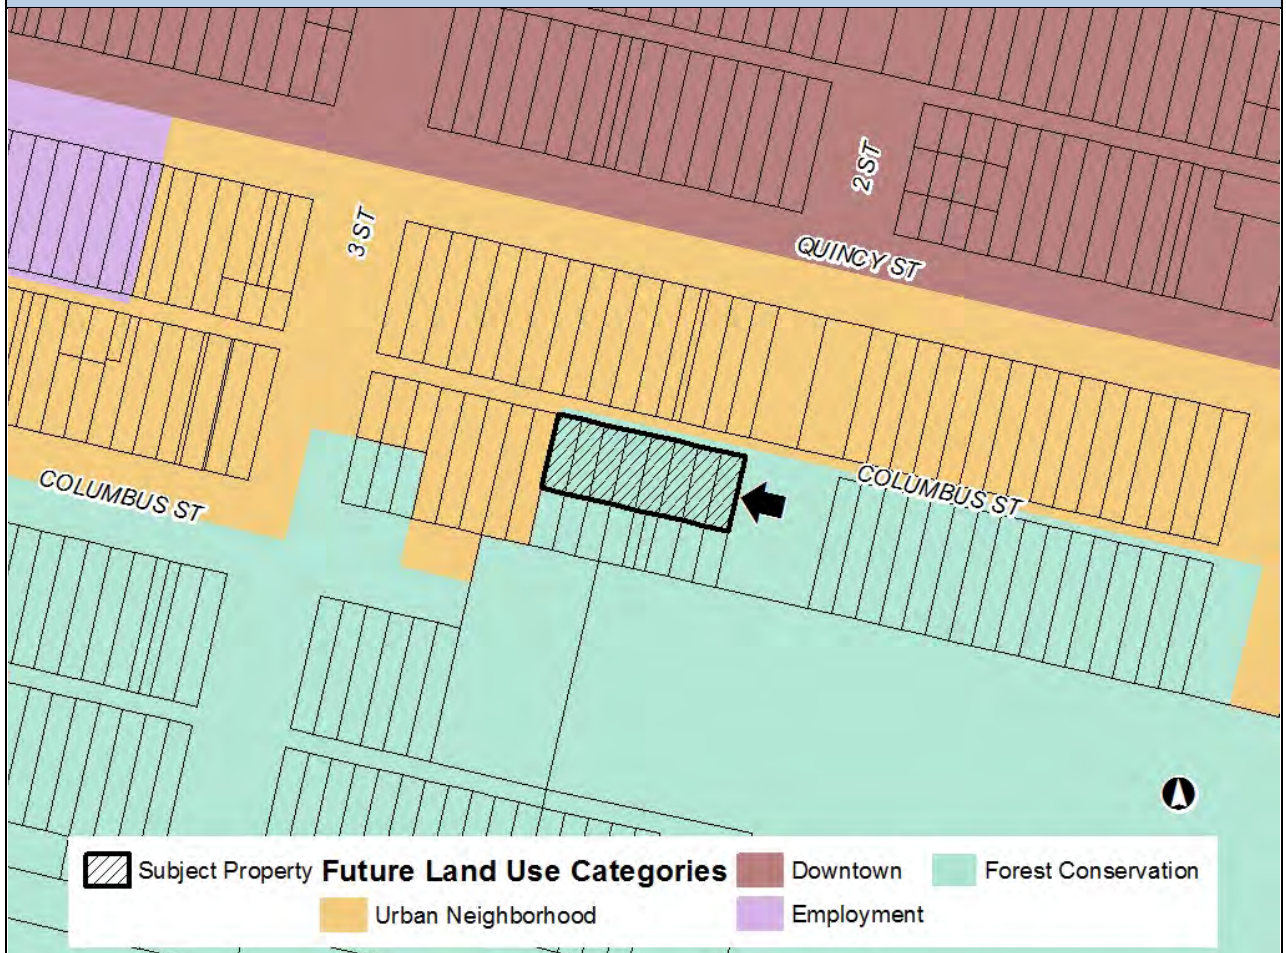 2 ST
3 ST
QUINCY ST
COLUMBUS ST
COLUMBUS ST
Subject Property
Future Land Use Categories
Downtown
Forest Conservation
Urban Neighborhood
Employment